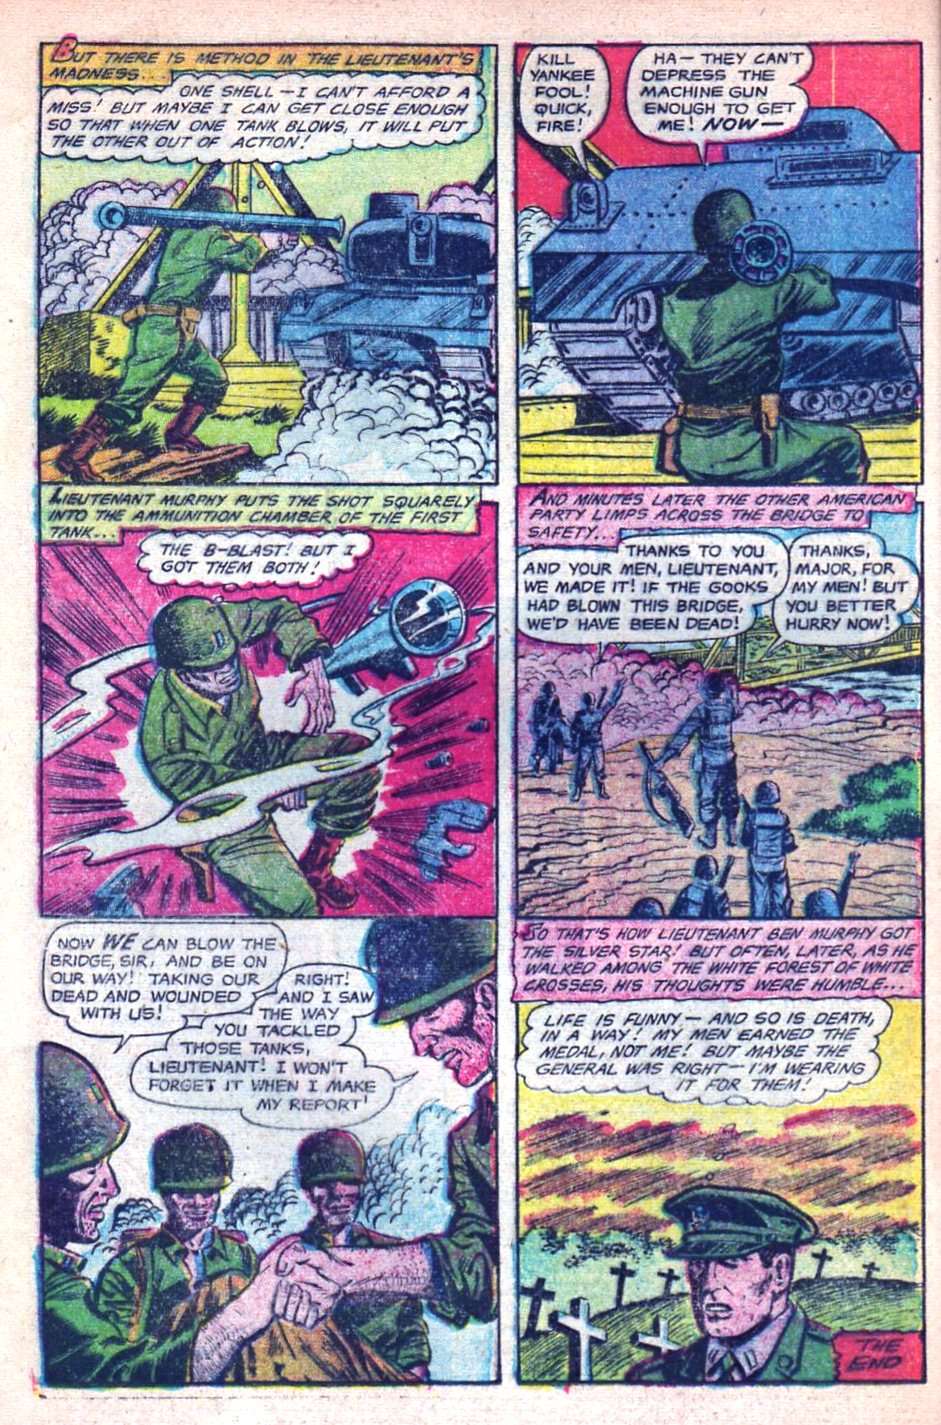 BUT THERE IS METHOD IN THE LIEUTENANT'S
MADNESS...
ONE SHELL — I CAN'T AFFORD A
MISS! BUT MAYBE I CAN GET CLOSE ENOUGH
SO THAT WHEN ONE TANK BLOWS, IT WILL PUT
THE OTHER OUT OF ACTION!
KILL
YANKEE
FOOL!
QUICK,
FIRE!
HA — THEY CAN'T
DEPRESS THE
MACHINE GUN
ENOUGH TO GET
ME! NOW —
LIEUTENANT MURPHY PUTS THE SHOT SQUARELY
INTO THE AMMUNITION CHAMBER OF THE FIRST
TANK...
THE B-BLAST! BUT I
GOT THEM BOTH!
AND MINUTES LATER THE OTHER AMERICAN
PARTY LIMPS ACROSS THE BRIDGE TO
SAFETY...
THANKS TO YOU
AND YOUR MEN, LIEUTENANT,
WE MADE IT! IF THE GOOKS
HAD BLOWN THIS BRIDGE,
WE'D HAVE BEEN DEAD!
THANKS,
MAJOR, FOR
MY MEN! BUT
YOU BETTER
HURRY NOW!
NOW WE CAN BLOW THE
BRIDGE, SIR, AND BE ON
OUR WAY! TAKING OUR
DEAD AND WOUNDED
WITH US!
RIGHT!
AND I SAW
THE WAY
YOU TACKLED
THOSE TANKS,
LIEUTENANT! I WON'T
FORGET IT WHEN I MAKE
MY REPORT!
SO THAT'S HOW LIEUTENANT BEN MURPHY GOT
THE SILVER STAR! BUT OFTEN, LATER, AS HE
WALKED AMONG THE WHITE FOREST OF WHITE
CROSSES, HIS THOUGHTS WERE HUMBLE...
LIFE IS FUNNY — AND SO IS DEATH,
IN A WAY! MY MEN EARNED THE
MEDAL, NOT ME! BUT MAYBE THE
GENERAL WAS RIGHT — I'M WEARING
IT FOR THEM!
THE
END